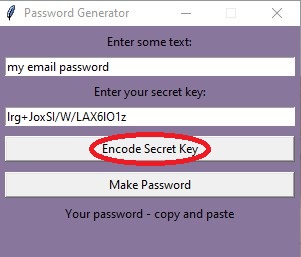 Password Generator
Enter some text:
my email password
Enter your secret key:
lrg+JoxSl/W/LAX6lO1z
Encode Secret Key
Make Password
Your password - copy and paste